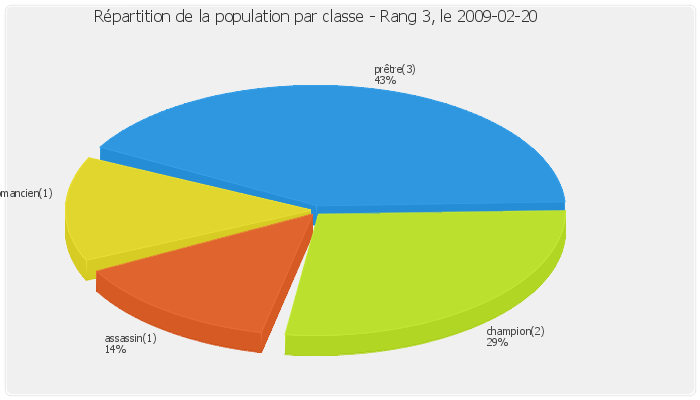 Répartition de la population par classe - Rang 3, le 2009-02-20
prêtre(3)
43%
omancien(1)
champion(2)
29%
assassin(1)
14%